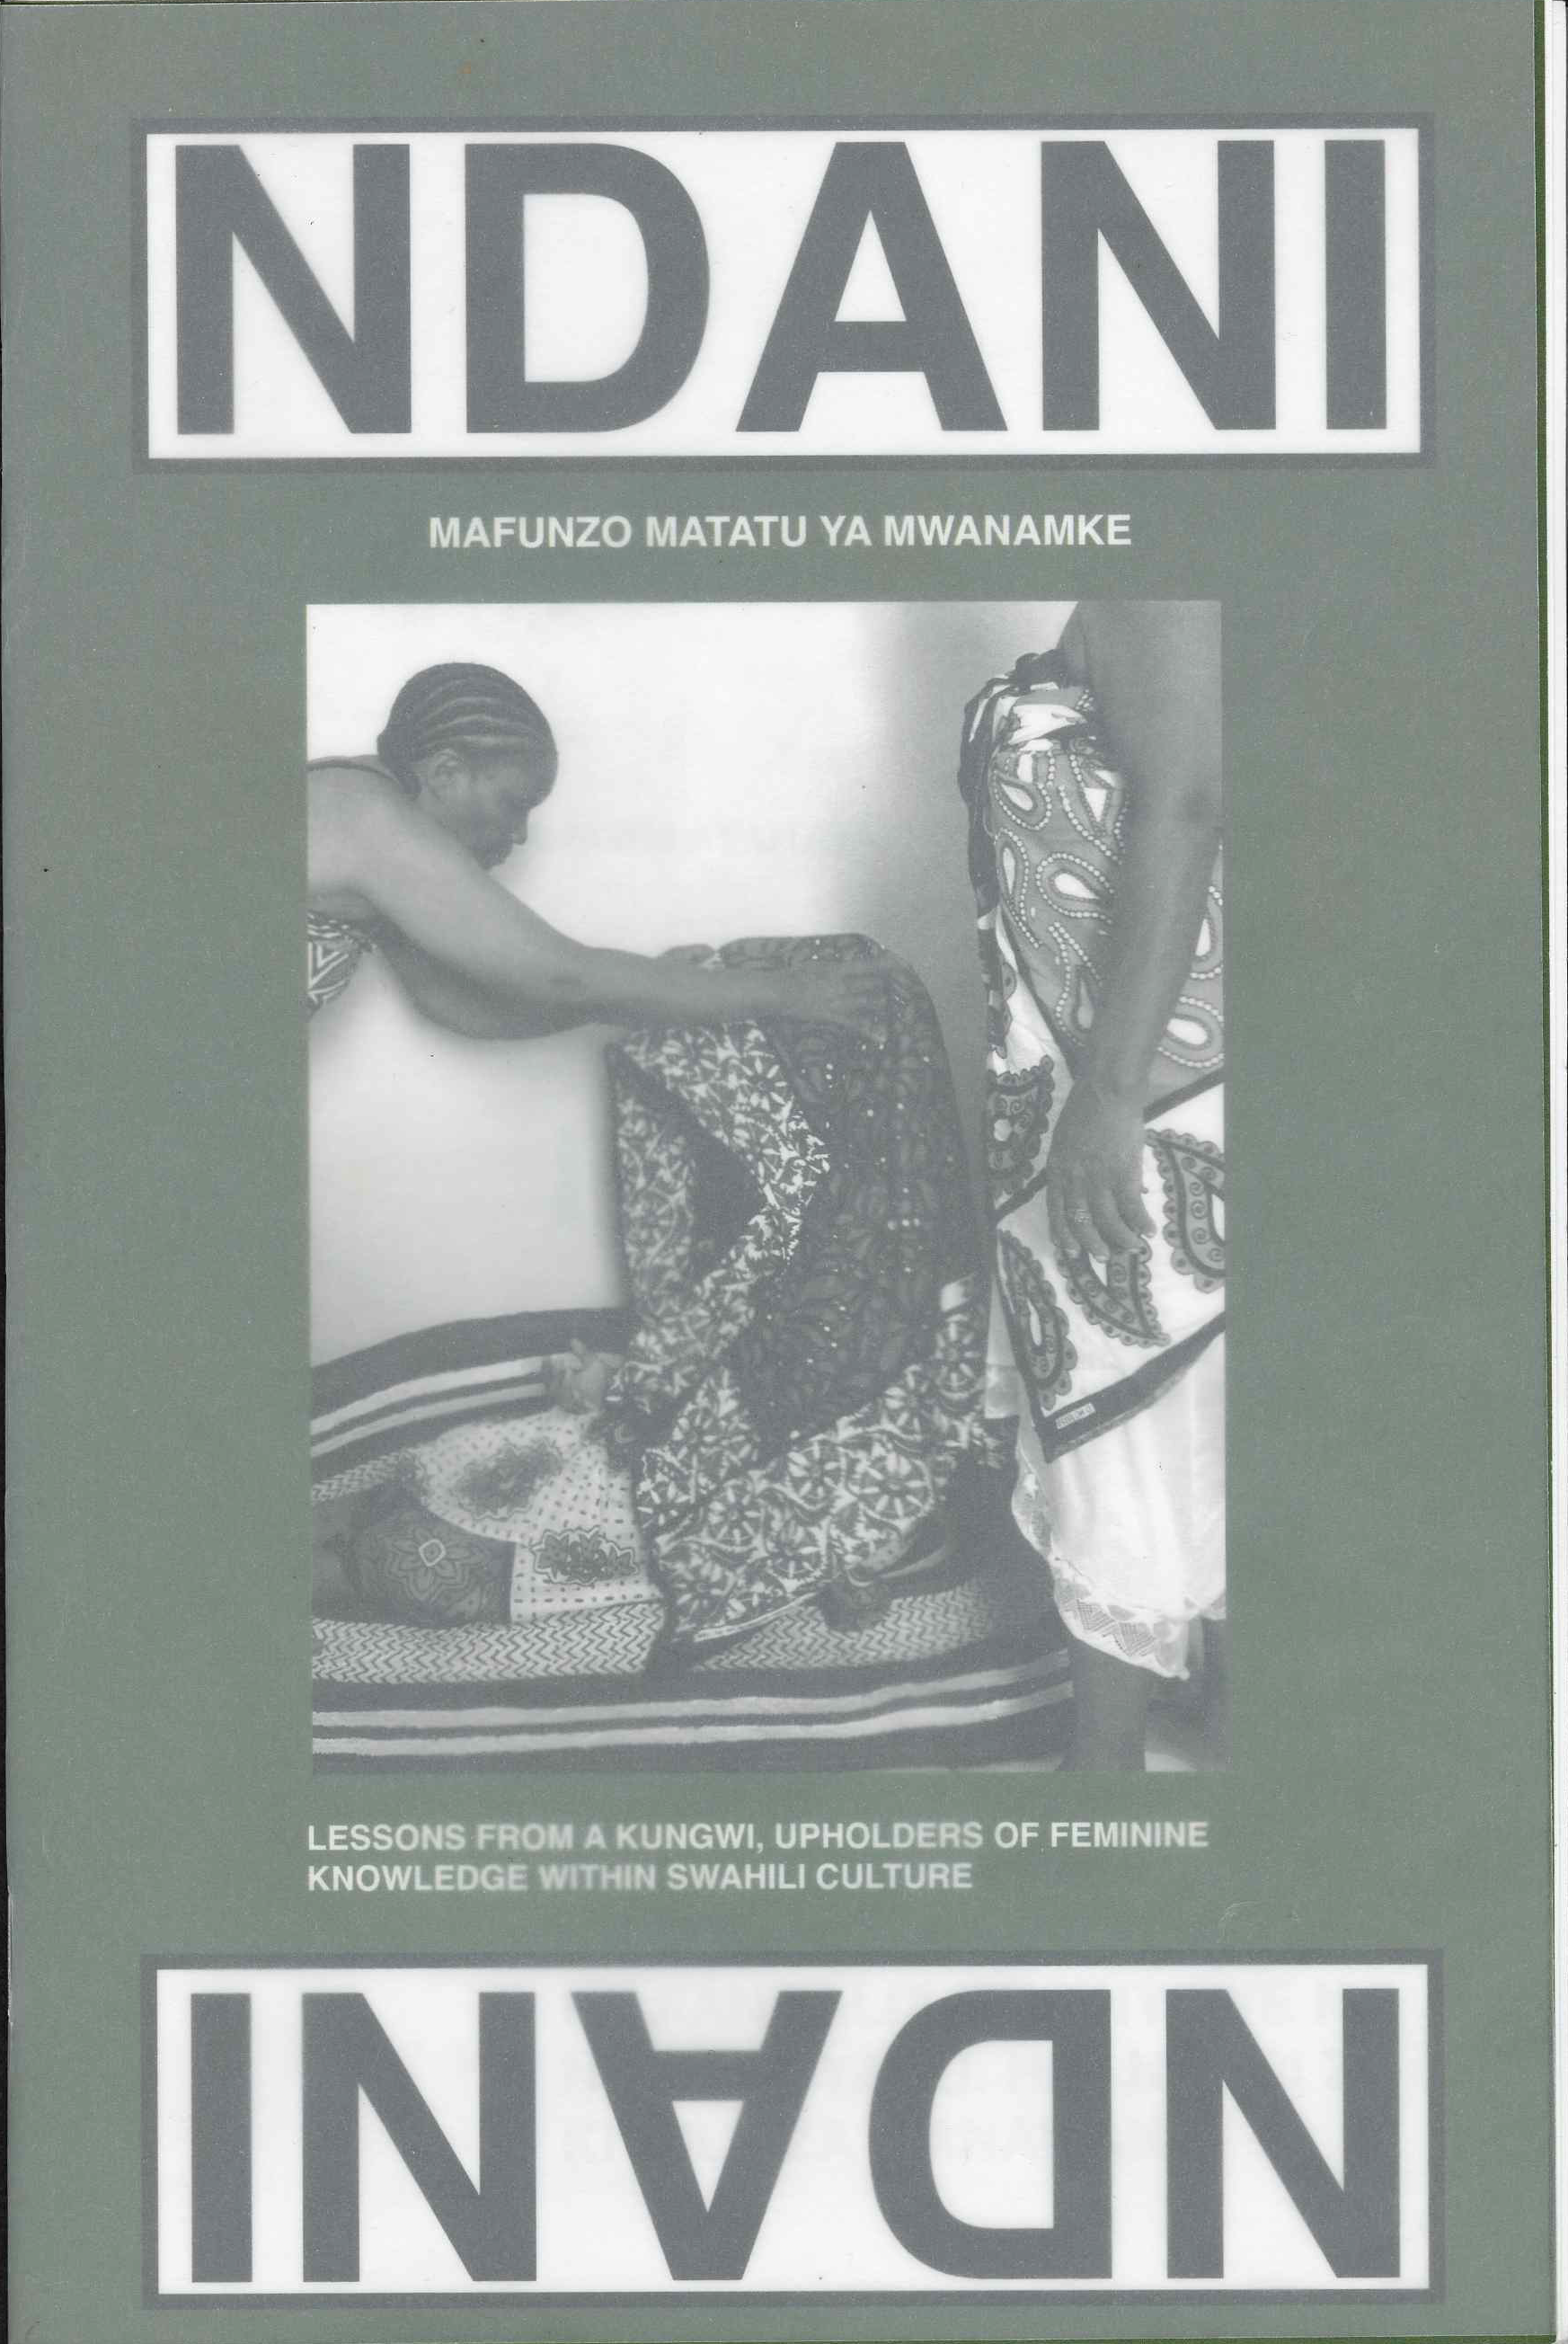 NDANI
MAFUNZO MATATU YA MWANAMKE
LESSONS FROM A KUNGWI, UPHOLDERS OF FEMININE
KNOWLEDGE WITHIN SWAHILI CULTURE
NDANI